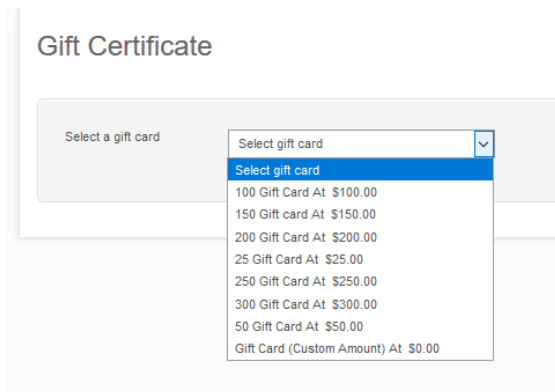 Gift Certificate
Select a gift card
Select gift card
Select gift card
100 Gift Card At $100.00
150 Gift card At $150.00
200 Gift Card At $200.00
25 Gift Card At $25.00
250 Gift Card At $250.00
300 Gift Card At $300.00
50 Gift Card At $50.00
Gift Card (Custom Amount) At $0.00